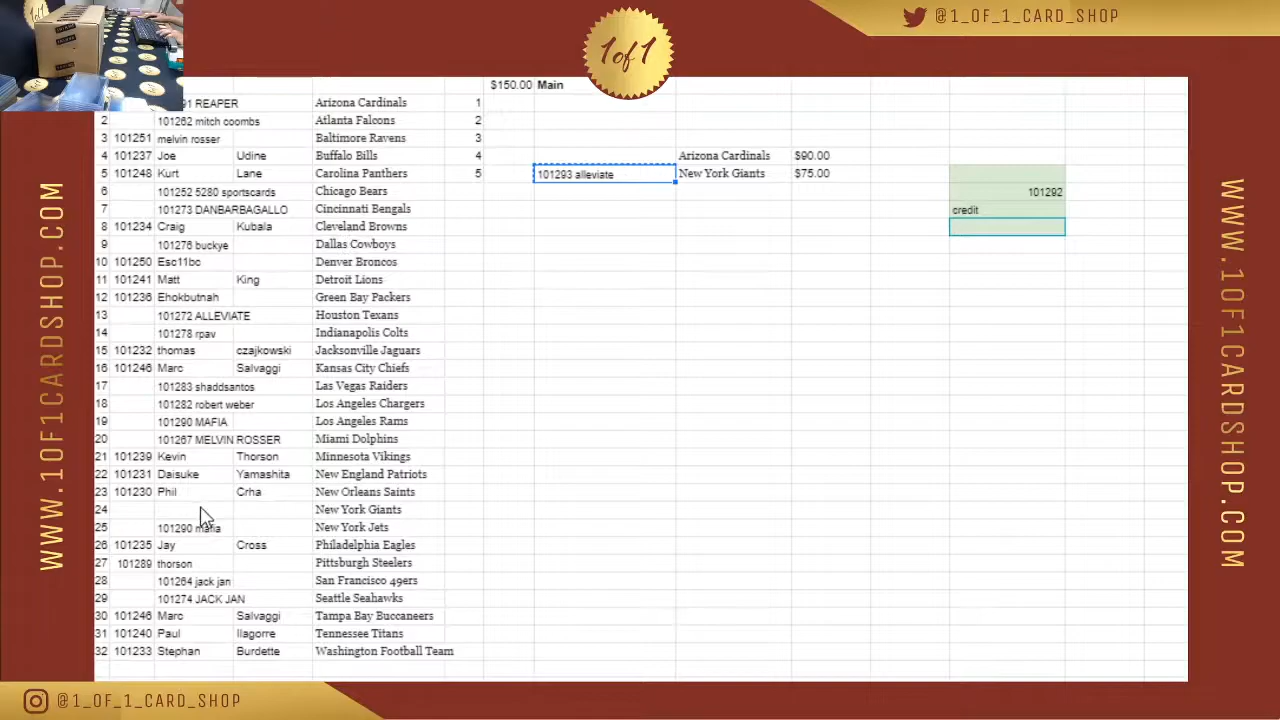 @1_OF_1_CARD_SHOP
1 of 1
$150.00 Main
91 REAPER Arizona Cardinals 1
2 101262 mitch coombs Atlanta Falcons 2
3 101251 melvin rosser Baltimore Ravens 3
4 101237 Joe Udine Buffalo Bills 4 Arizona Cardinals $90.00
5 101248 Kurt Lane Carolina Panthers 5 101293 alleviate New York Giants $75.00
6 101252 5280 sportscards Chicago Bears 101292
7 101273 DANBARBAGALLO Cincinnati Bengals credit
8 101234 Craig Kubala Cleveland Browns
9 101276 buckye Dallas Cowboys
10 101250 Esc11bc Denver Broncos
11 101241 Matt King Detroit Lions
12 101236 Ehokbutnah Green Bay Packers
13 101272 ALLEVIATE Houston Texans
14 101278 rpav Indianapolis Colts
15 101232 thomas czajkowski Jacksonville Jaguars
16 101246 Marc Salvaggi Kansas City Chiefs
17 101283 shaddsantos Las Vegas Raiders
18 101282 robert weber Los Angeles Chargers
19 101290 MAFIA Los Angeles Rams
20 101267 MELVIN ROSSER Miami Dolphins
21 101239 Kevin Thorson Minnesota Vikings
22 101231 Daisuke Yamashita New England Patriots
23 101230 Phil Crha New Orleans Saints
24 New York Giants
25 101290 mafia New York Jets
26 101235 Jay Cross Philadelphia Eagles
27 101289 thorson Pittsburgh Steelers
28 101264 jack jan San Francisco 49ers
29 101274 JACK JAN Seattle Seahawks
30 101246 Marc Salvaggi Tampa Bay Buccaneers
31 101240 Paul Ilagorre Tennessee Titans
32 101233 Stephan Burdette Washington Football Team
WWW.1OF1CARDSHOP.COM
WWW.1OF1CARDSHOP.COM
@1_OF_1_CARD_SHOP